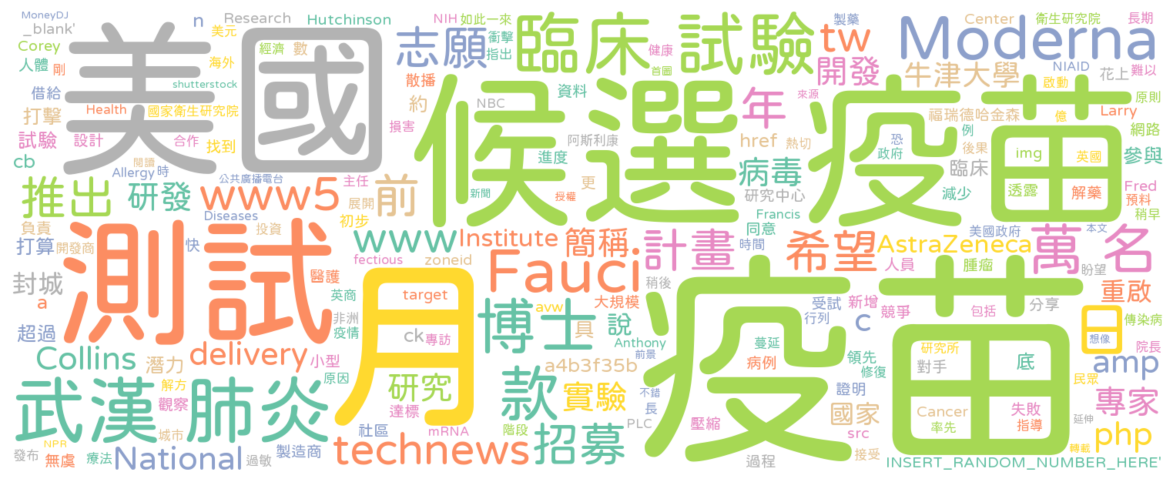 MoneyDJ
_blank'
n
Research
Hutchinson
NIH
如此一來
製藥
Center
衛生研究院
長期
美國
志願
臨床試驗
tw
Moderna
Corey
美元
經濟
數
衝擊
指出
健康
首圖
NIAID
啟動
難以
人體
剛
海外
散播
開發
牛津大學
花上
借給
shutterstock
約
NBC
資料
年
來源
原則
打擊
Health
國家衛生研究院
損害
候選
疫苗
福瑞德哈金森
傷
Larry
試驗
設計
合作
找到
阿斯利康
href
熱切
恐
例
網路
cb
閱讀
進度
病毒
政府
後果
img
英國
參與
Allergy
時
公共廣播電台
更
臨床
推出
研發
www5
主任
前
新聞
授權
研究中心
減少
透露
解藥
Fred
展開
Diseases
初步
Francis
同意
預料
稍早
負責
投資
www
Institute
簡稱
計畫
希望
美國政府
本文
打算
開發商
快
fectious
zoneid
時間
AstraZeneca
萬名
測試
月
醫護
Fauci
人員
腫瘤
盼望
封城
a
英商
target
大規模
稍後
受試
新增
競爭
包括
分享
重啟
超過
非洲
疫情
ck
專訪
avw
博士
具
說
行列
c
日
想像
傳染病
Collins
潛力
delivery
小型
原因
前景
Anthony
蔓延
病例
領先
修復
研究所
對手
底
院長
amp
武漢肺炎
解方
觀察
研究
達標
a4b3f35b
款
實驗
不錯
長
證明
民眾
專家
NPR
城市
社區
mRNA
階段
PLC
壓縮
國家
src
Cancer
率先
失敗
指導
延伸
發布
無虞
療法
National
製造商
過敏
technews
招募
過程
接受
轉載
php
INSERT_RANDOM_NUMBER_HERE'
疫苗